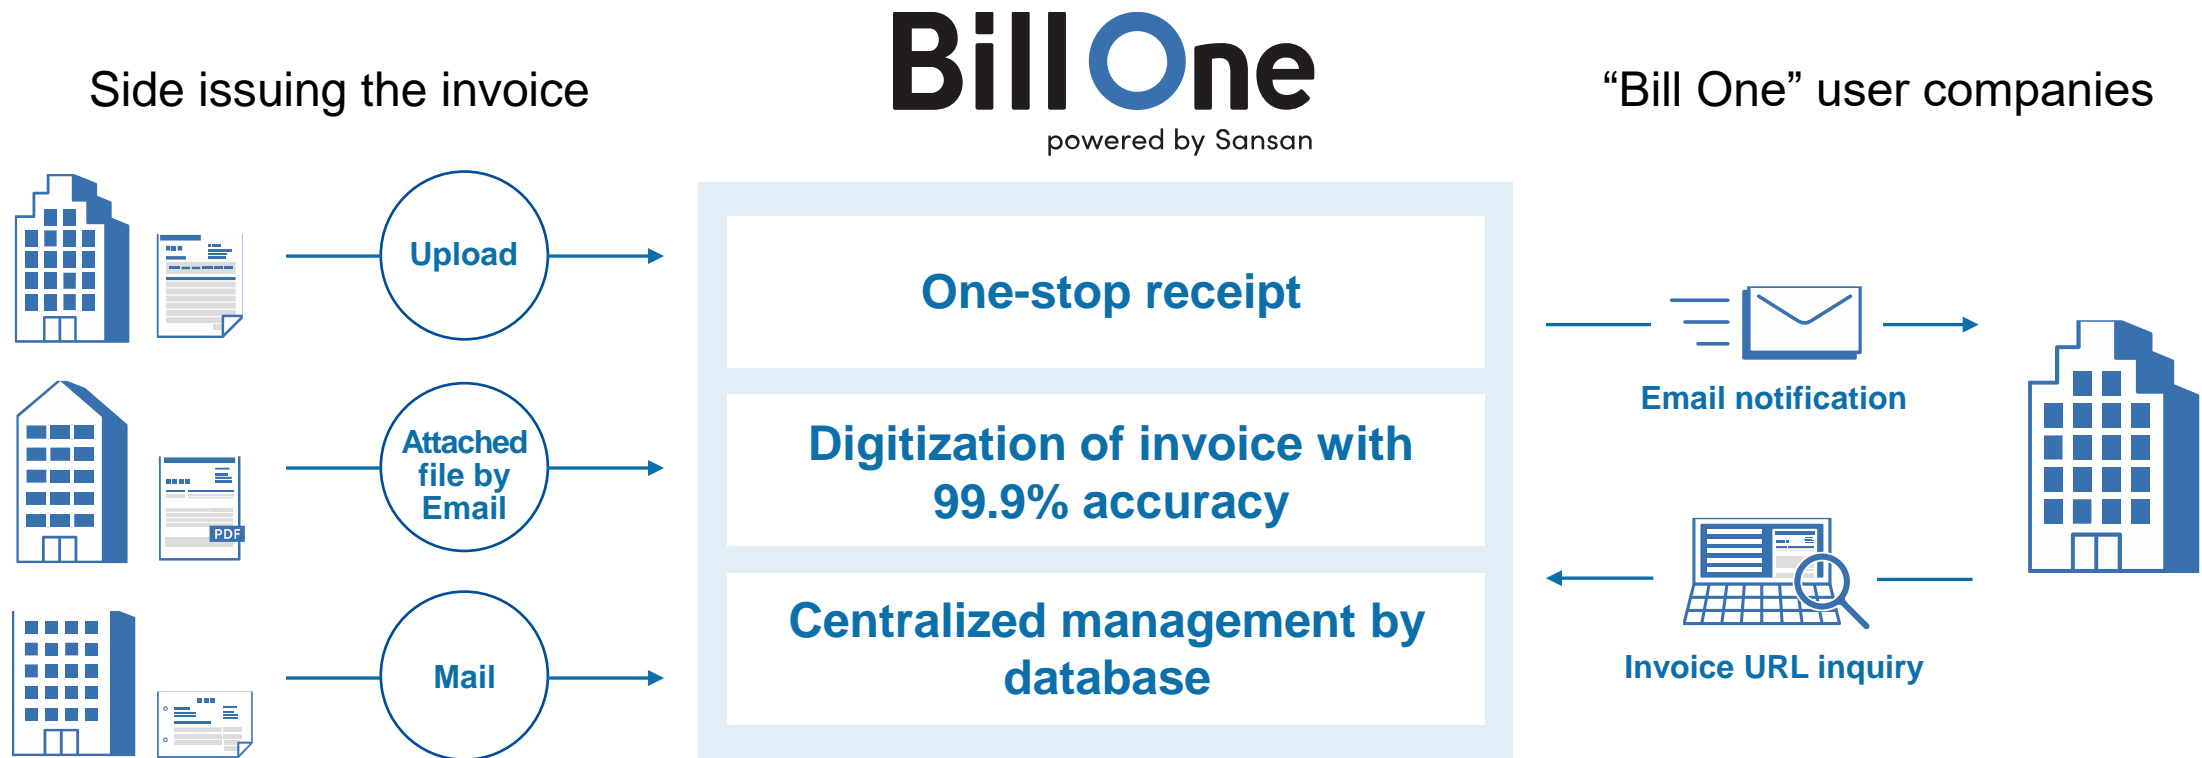 Side issuing the invoice
Bill One
powered by Sansan
“Bill One” user companies
Upload
Attached
file by
Email
PDF
Mail
One-stop receipt
Digitization of invoice with
99.9% accuracy
Centralized management by
database
Email notification
Invoice URL inquiry